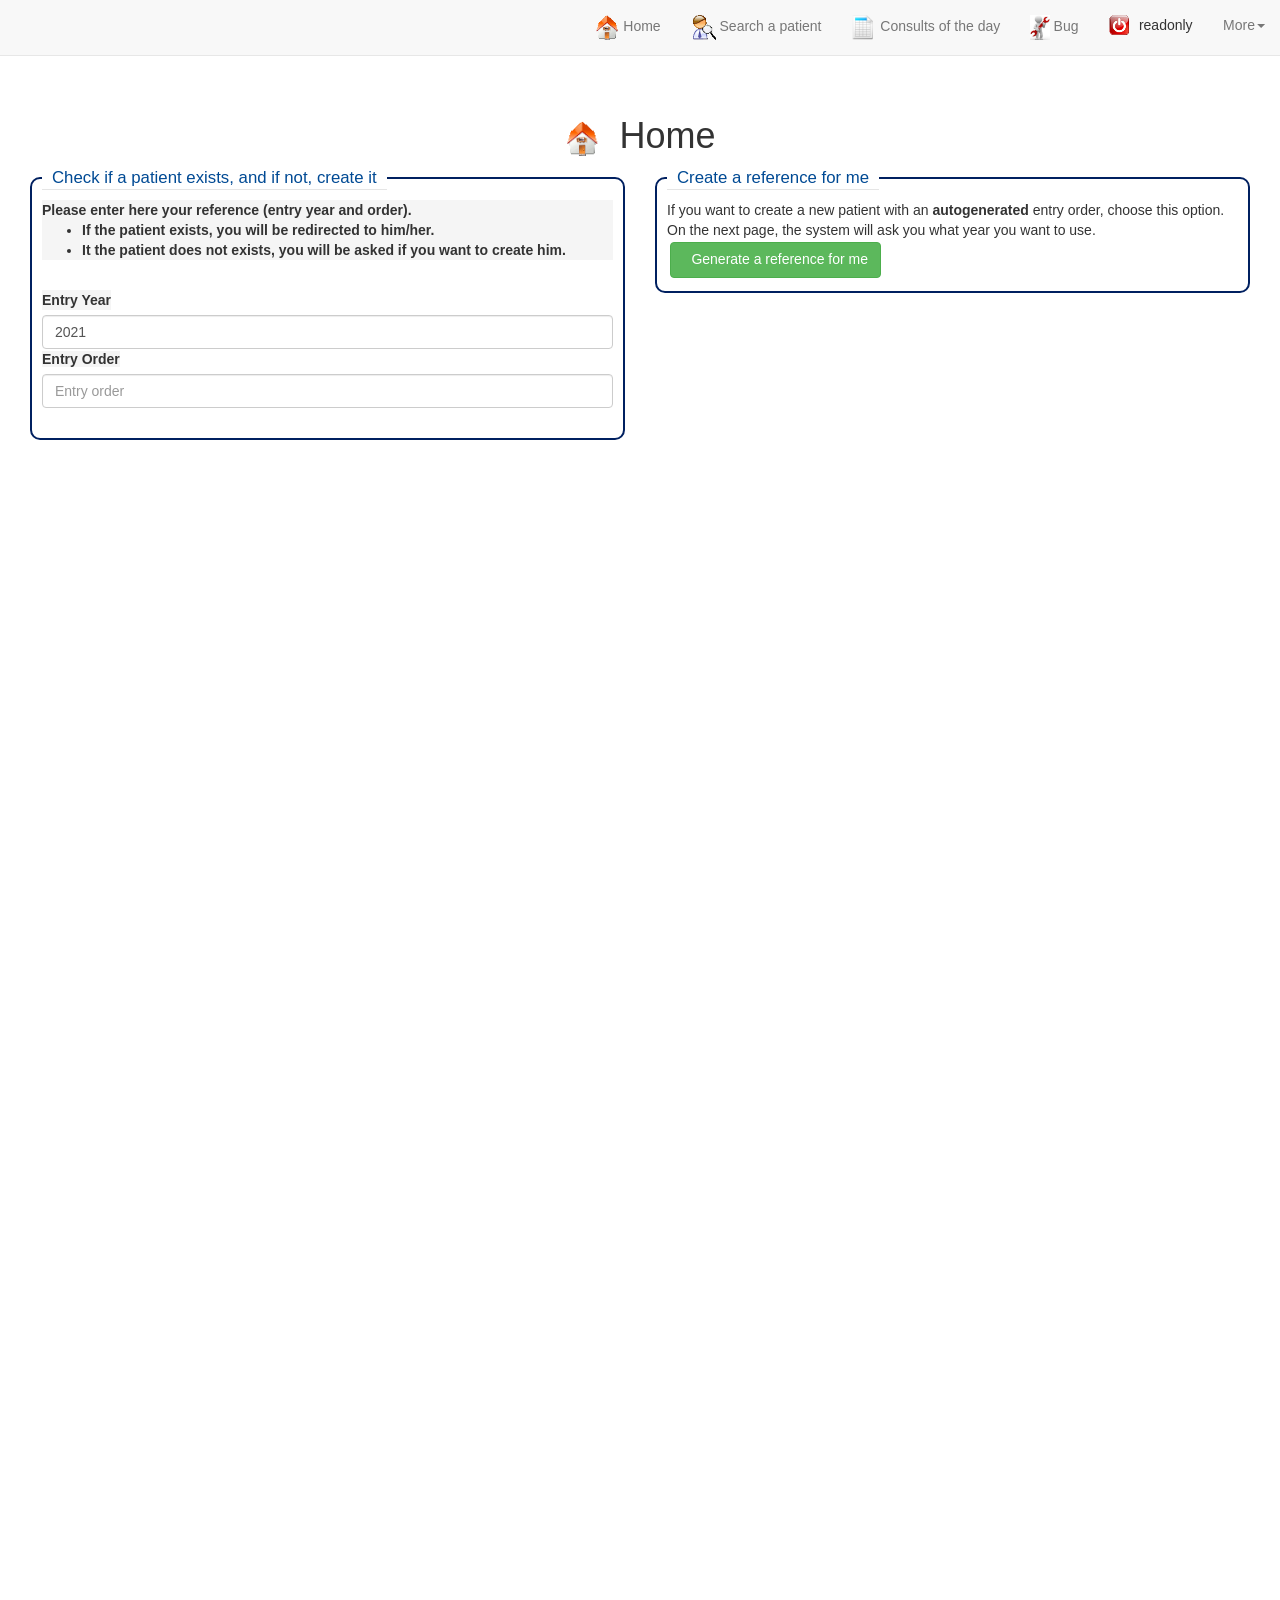 Home
Search a patient
Consults of the day
Bug
readonly
More
Home
Check if a patient exists, and if not, create it
Please enter here your reference (entry year and order).
If the patient exists, you will be redirected to him/her.
It the patient does not exists, you will be asked if you want to create him.
Entry Year
2021
Entry Order
Entry order
Create a reference for me
If you want to create a new patient with an autogenerated entry order, choose this option.
On the next page, the system will ask you what year you want to use.
Generate a reference for me